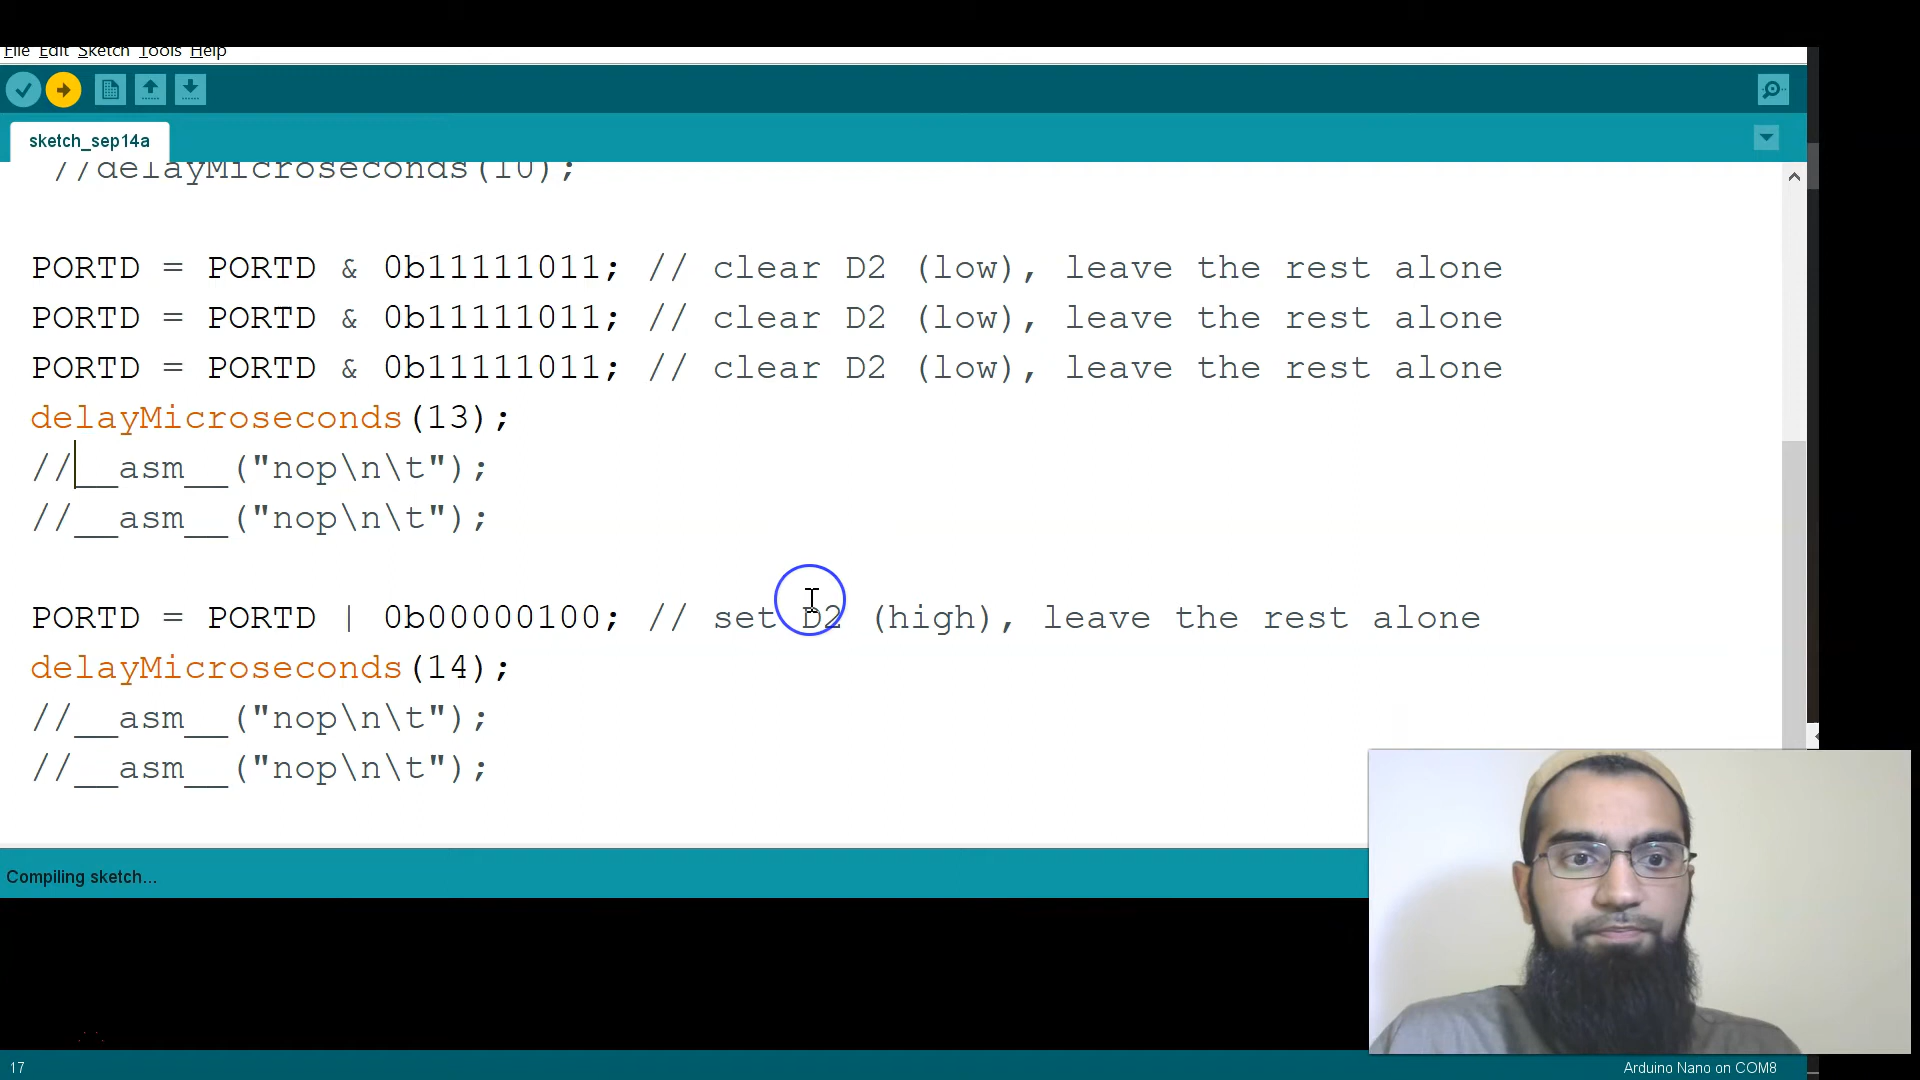 File Edit Sketch Tools Help
sketch_sep14a
//delayMicroseconds(10);
PORTD = PORTD & 0b11111011; // clear D2 (low), leave the rest alone
PORTD = PORTD & 0b11111011; // clear D2 (low), leave the rest alone
PORTD = PORTD & 0b11111011; // clear D2 (low), leave the rest alone
delayMicroseconds(13);
//__asm__("nop\n\t");
//__asm__("nop\n\t");
PORTD = PORTD | 0b00000100; // set D2 (high), leave the rest alone
delayMicroseconds(14);
//__asm__("nop\n\t");
//__asm__("nop\n\t");
Compiling sketch...
17
Arduino Nano on COM8